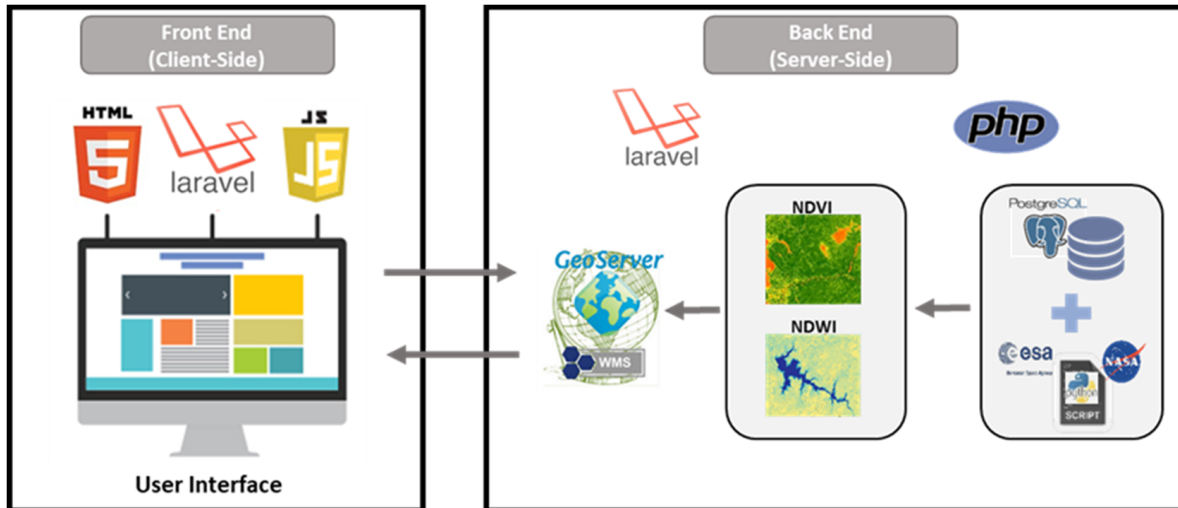 Front End
(Client-Side)
HTML
5
laravel
JS
JS
User Interface
Back End
(Server-Side)
laravel
php
GeoServer
WMS
NDVI
NDWI
PostgreSQL
esa
NASA
python
SCRIPT